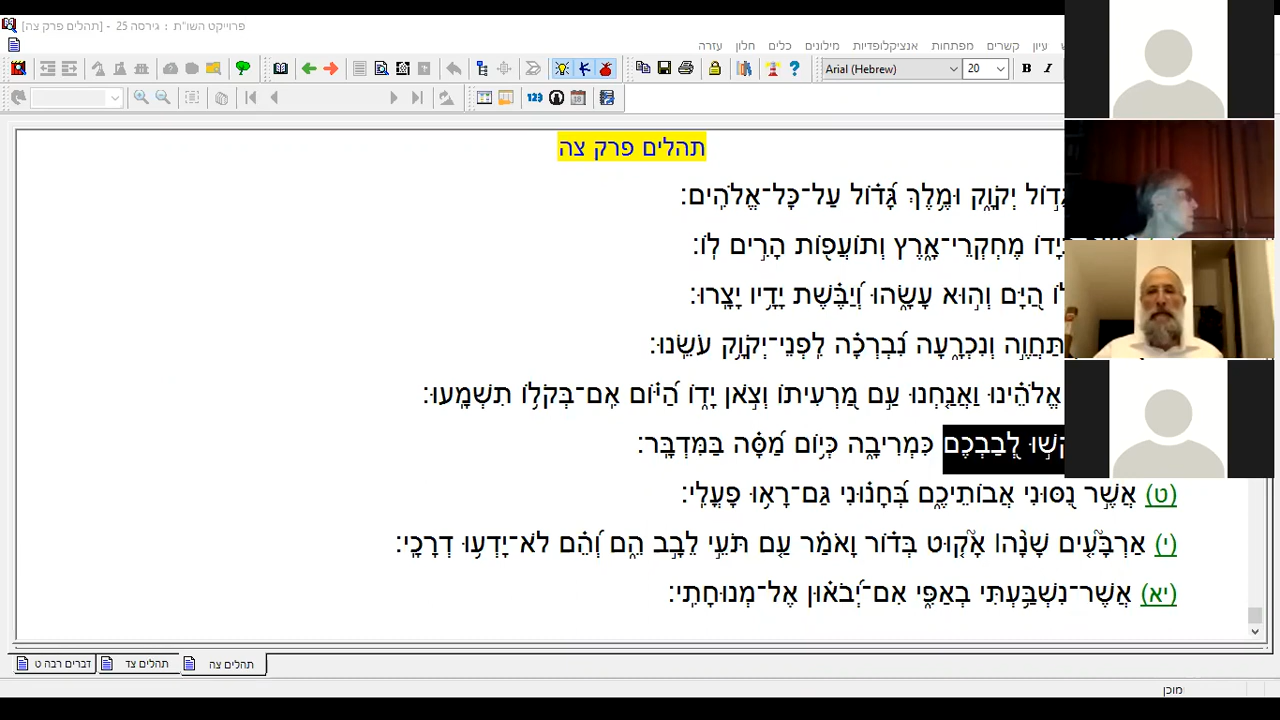 פרוייקט השו"ת : גירסה 25 - [תהלים פרק צה]
עיון קשרים מפתחות אנציקלופדיות מילונים כלים חלון עזרה
Arial (Hebrew) 20 B I
123
תהלים פרק צה
גָּד֣וֹל יְקֹוָ֑ק וּמֶ֥לֶךְ גָּ֝ד֗וֹל עַל־כָּל־אֱלֹהִֽים:
מֶחְקְרֵי־אָ֑רֶץ וְתוֹעֲפ֖וֹת הָרִ֣ים לֽוֹ:
הַ֭יָּם וְה֣וּא עָשָׂ֑הוּ וְ֝יַבֶּ֗שֶׁת יָדָ֥יו יָצָֽרוּ:
וְנִכְרָ֑עָה נִ֝בְרְכָ֗ה לִֽפְנֵי־יְקֹוָ֥ק עֹשֵֽׂנוּ:
אֱלֹהֵ֗ינוּ וַאֲנַ֤חְנוּ עַ֣ם מַ֭רְעִיתוֹ וְצֹ֣אן יָד֑וֹ הַ֝יּ֗וֹם אִֽם־בְּקֹל֥וֹ תִשְׁמָֽעוּ:
לְ֭בַבְכֶם כִּמְרִיבָ֑ה כְּי֥וֹם מַ֝סָּ֗ה בַּמִּדְבָּֽר:
(ט) אֲשֶׁ֣ר נִ֭סּוּנִי אֲבוֹתֵיכֶ֑ם בְּ֝חָנ֗וּנִי גַּם־רָא֥וּ פָֽעֳלִֽי:
(י) אַרְבָּ֘עִ֤ים שָׁנָ֨ה׀ אָ֘ק֤וּט בְּד֗וֹר וָאֹמַ֗ר עַ֤ם תֹּעֵ֣י לֵבָ֣ב הֵ֑ם וְ֝הֵ֗ם לֹא־יָדְע֥וּ דְרָכָֽי:
(יא) אֲשֶׁר־נִשְׁבַּ֥עְתִּי בְאַפִּ֑י אִם־יְ֝בֹא֗וּן אֶל־מְנוּחָתִֽי:
תהלים צה תהלים צד דברים רבה ט
מוכן